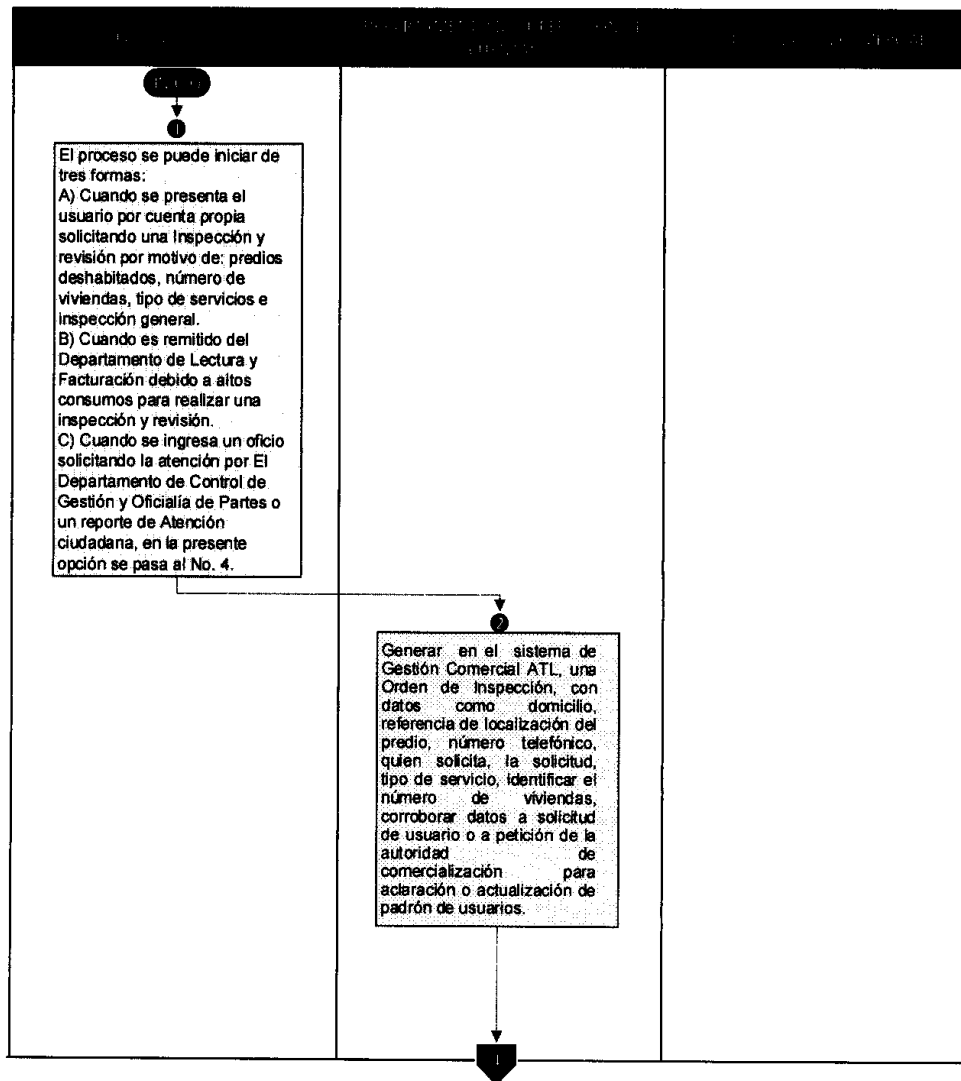 1
El proceso se puede iniciar de
tres formas:
A) Cuando se presenta el
usuario por cuenta propia
solicitando una Inspección y
revisión por motivo de: predios
deshabitados, número de
viviendas, tipo de servicios e
inspección general.
B) Cuando es remitido del
Departamento de Lectura y
Facturación debido a altos
consumos para realizar una
inspección y revisión.
C) Cuando se ingresa un oficio
solicitando la atención por El
Departamento de Control de
Gestión y Oficialía de Partes o
un reporte de Atención
ciudadana, en la presente
opción se pasa al No. 4.
2
Generar en el sistema de
Gestión Comercial ATL, una
Orden de Inspección, con
datos como domicilio,
referencia de localización del
predio, número telefónico,
quien solicita, la solicitud,
tipo de servicio, identificar el
número de viviendas,
corroborar datos a solicitud
de usuario o a petición de la
autoridad de
comercialización para
aclaración o actualización de
padrón de usuarios.
1